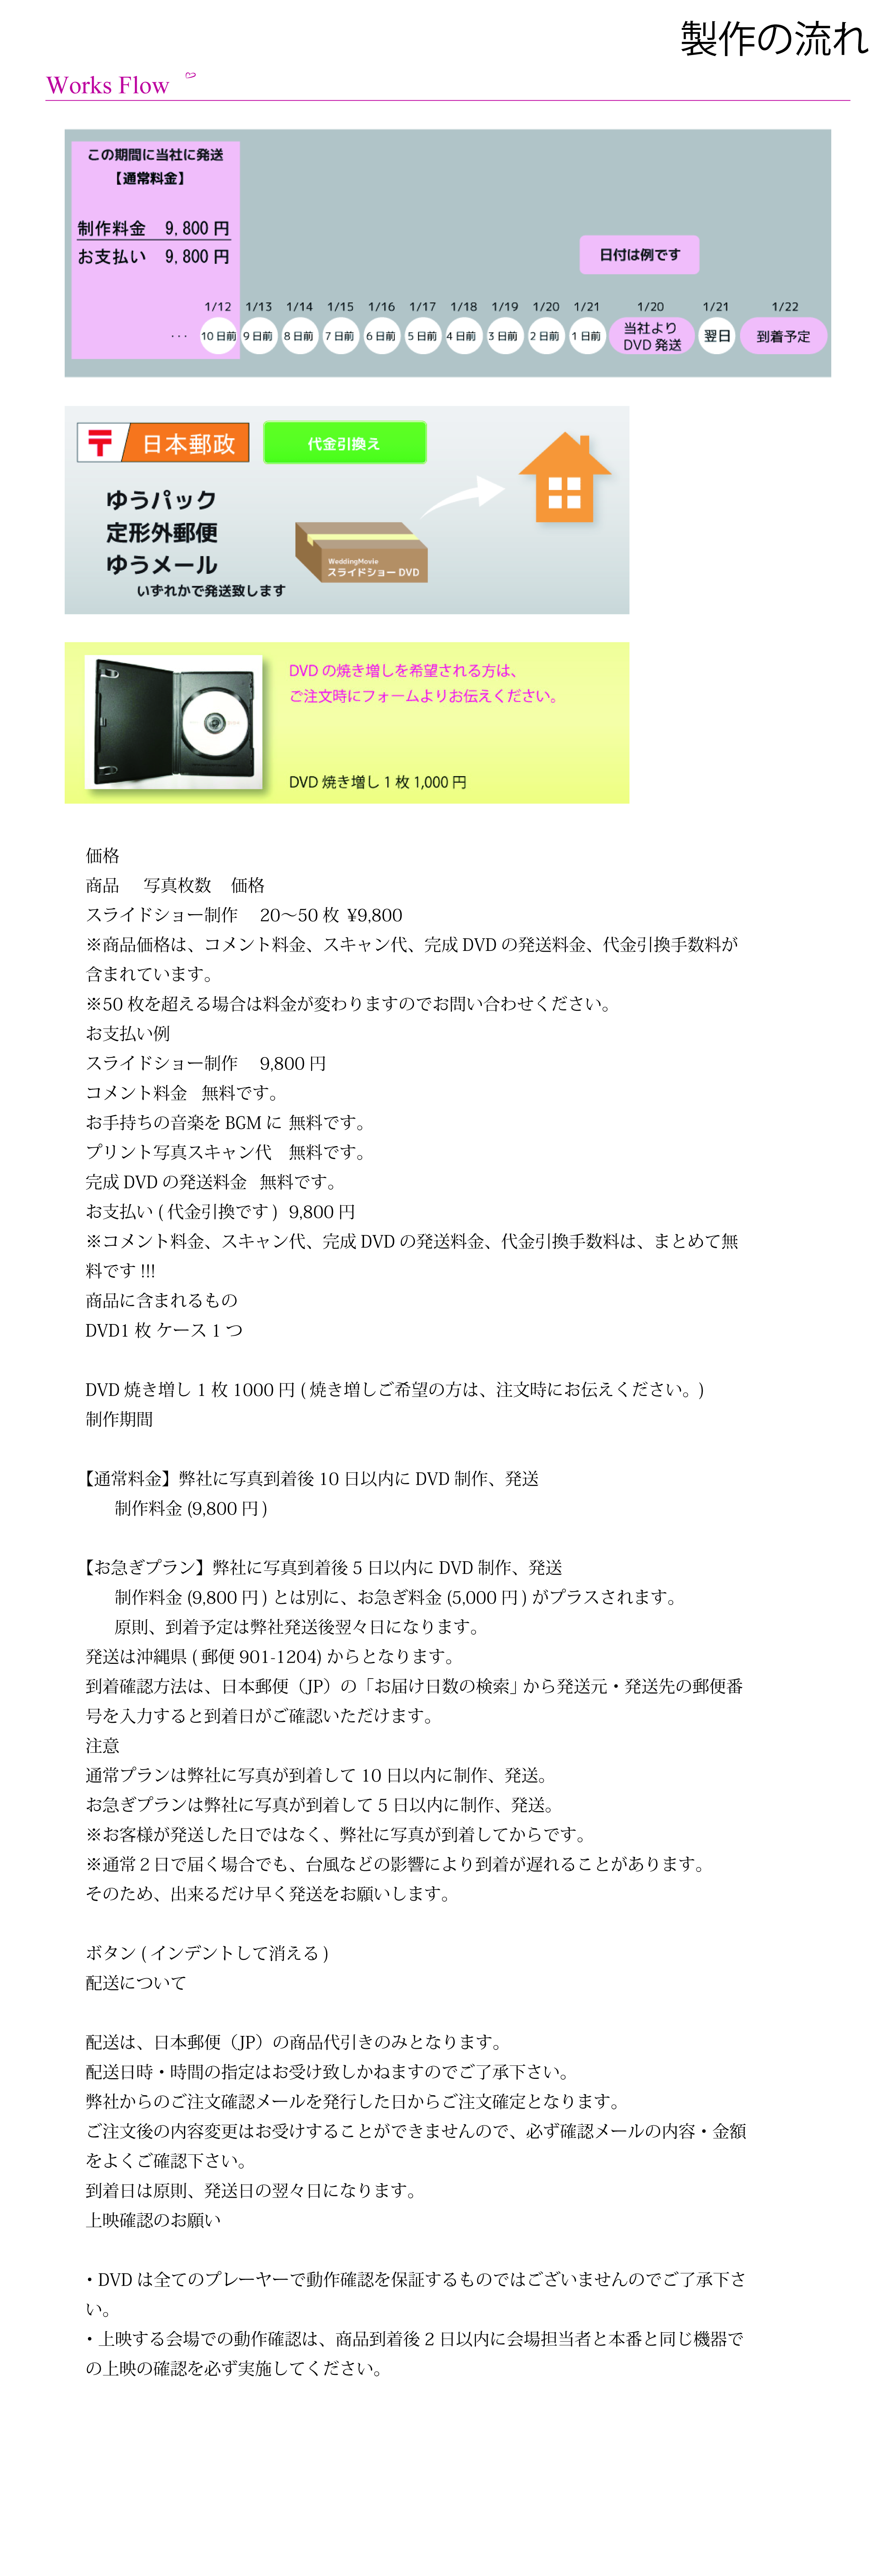 製作の流れ
Works Flow
この期間に当社に発送
【通常料金】
制作料金 9,800 円
お支払い 9,800 円
日付は例です
1/12 1/13 1/14 1/15 1/16 1/17 1/18 1/19 1/20 1/21 1/20 1/21 1/22
··· 10 日前 9 日前 8 日前 7 日前 6 日前 5 日前 4 日前 3 日前 2 日前 1 日前 当社より 翌日 到着予定
DVD 発送
〒 日本郵政 代金引換え
ゆうパック
定形外郵便
ゆうメール
いずれかで発送致します
WeddingMovie
スライドショー DVD
DVD の焼き増しを希望される方は、
ご注文時にフォームよりお伝えください。
DVD 焼き増し 1 枚 1,000 円
価格
商品 写真枚数 価格
スライドショー制作 20〜50 枚 ¥9,800
※商品価格は、コメント料金、スキャン代、完成 DVD の発送料金、代金引換手数料が
含まれています。
※50 枚を超える場合は料金が変わりますのでお問い合わせください。
お支払い例
スライドショー制作 9,800 円
コメント料金 無料です。
お手持ちの音楽を BGM に 無料です。
プリント写真スキャン代 無料です。
完成 DVD の発送料金 無料です。
お支払い ( 代金引換です ) 9,800 円
※コメント料金、スキャン代、完成 DVD の発送料金、代金引換手数料は、まとめて無
料です !!!
商品に含まれるもの
DVD1 枚 ケース 1 つ
DVD 焼き増し 1 枚 1000 円 ( 焼き増しご希望の方は、注文時にお伝えください。)
制作期間
【通常料金】弊社に写真到着後 10 日以内に DVD 制作、発送
制作料金 (9,800 円 )
【お急ぎプラン】弊社に写真到着後 5 日以内に DVD 制作、発送
制作料金 (9,800 円 ) とは別に、お急ぎ料金 (5,000 円 ) がプラスされます。
原則、到着予定は弊社発送後翌々日になります。
発送は沖縄県 ( 郵便 901-1204) からとなります。
到着確認方法は、日本郵便（JP）の「お届け日数の検索」から発送元・発送先の郵便番
号を入力すると到着日がご確認いただけます。
注意
通常プランは弊社に写真が到着して 10 日以内に制作、発送。
お急ぎプランは弊社に写真が到着して 5 日以内に制作、発送。
※お客様が発送した日ではなく、弊社に写真が到着してからです。
※通常２日で届く場合でも、台風などの影響により到着が遅れることがあります。
そのため、出来るだけ早く発送をお願いします。
ボタン ( インデントして消える )
配送について
配送は、日本郵便（JP）の商品代引きのみとなります。
配送日時・時間の指定はお受け致しかねますのでご了承下さい。
弊社からのご注文確認メールを発行した日からご注文確定となります。
ご注文後の内容変更はお受けすることができませんので、必ず確認メールの内容・金額
をよくご確認下さい。
到着日は原則、発送日の翌々日になります。
上映確認のお願い
・DVD は全てのプレーヤーで動作確認を保証するものではございませんのでご了承下さ
い。
・上映する会場での動作確認は、商品到着後 2 日以内に会場担当者と本番と同じ機器で
の上映の確認を必ず実施してください。